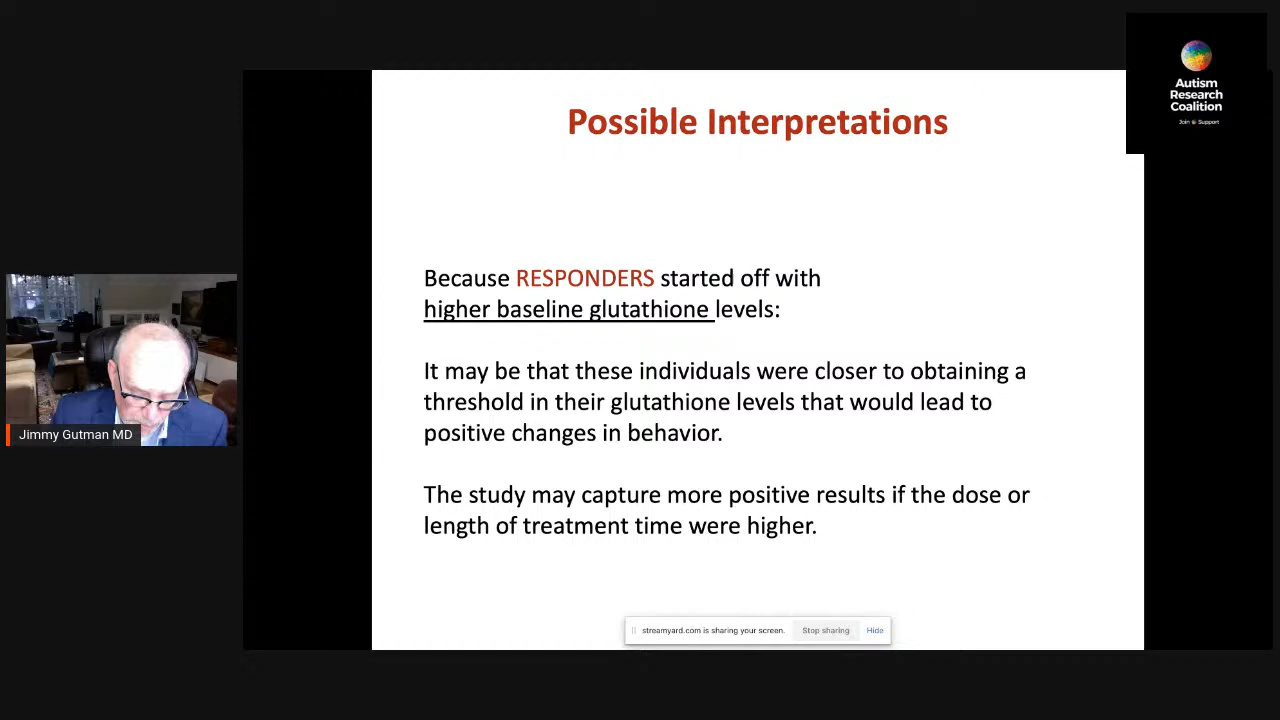 Autism
Research
Coalition
Join Support
Possible Interpretations
Because RESPONDERS started off with
higher baseline glutathione levels:
It may be that these individuals were closer to obtaining a
threshold in their glutathione levels that would lead to
positive changes in behavior.
The study may capture more positive results if the dose or
length of treatment time were higher.
Jimmy Gutman MD
streamyard.com is sharing your screen. Stop sharing Hide